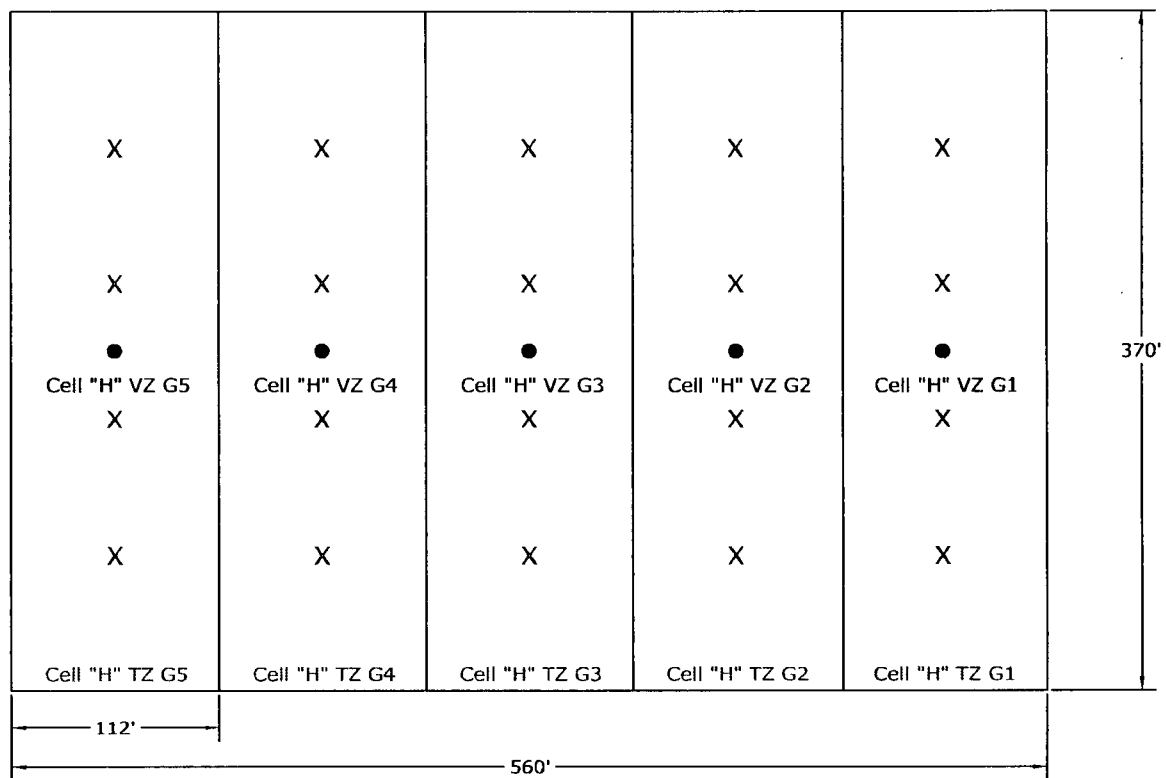 X X X X X
X X X X X
370'
Cell "H" VZ G5 Cell "H" VZ G4 Cell "H" VZ G3 Cell "H" VZ G2 Cell "H" VZ G1
X X X X X
X X X X X
Cell "H" TZ G5 Cell "H" TZ G4 Cell "H" TZ G3 Cell "H" TZ G2 Cell "H" TZ G1
112'
560'